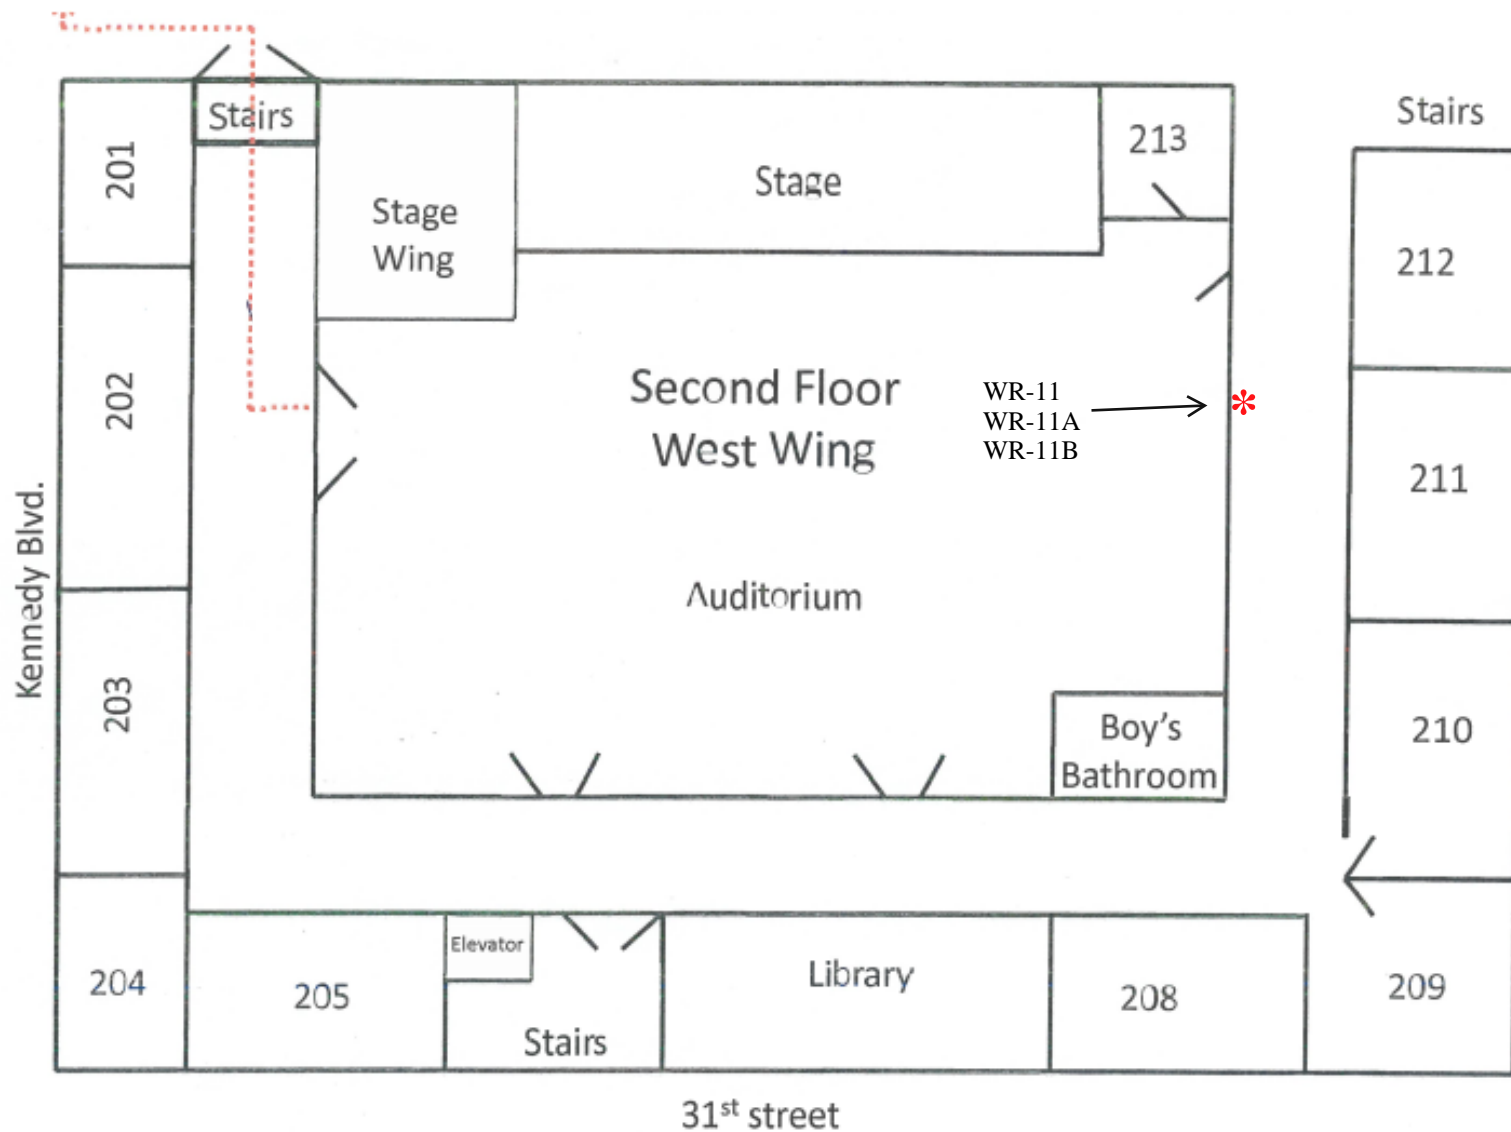 Stairs
Stairs
201
213
Stage
Stage
Wing
212
202
Second Floor
West Wing
WR-11
WR-11A
WR-11B
*
211
Kennedy Blvd.
Auditorium
203
Boy's
Bathroom
210
Elevator
204
205
Stairs
Library
208
209
31st street